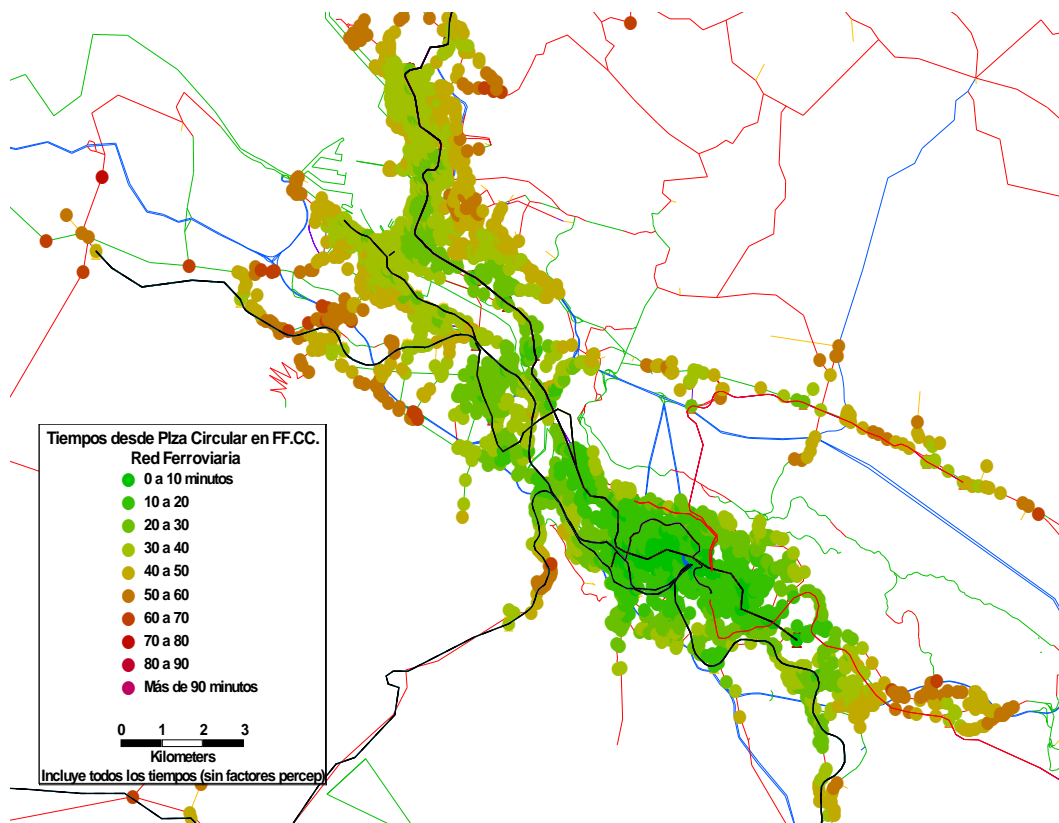 Tiempos desde Plza Circular en FF.CC.
Red Ferroviaria
0 a 10 minutos
10 a 20
20 a 30
30 a 40
40 a 50
50 a 60
60 a 70
70 a 80
80 a 90
Más de 90 minutos
0 1 2 3
Kilometers
Incluye todos los tiempos (sin factores percep)